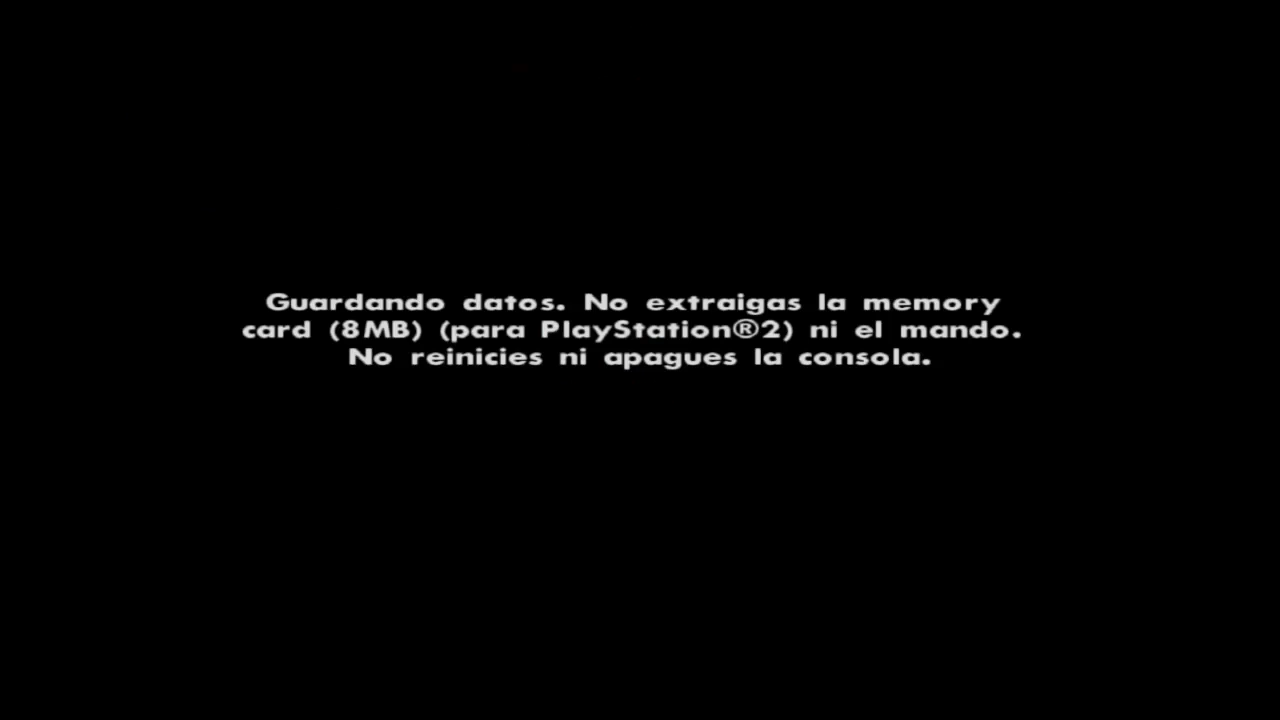 Guardando datos. No extraigas la memory
card (8MB) (para PlayStation®2) ni el mando.
No reinicies ni apagues la consola.